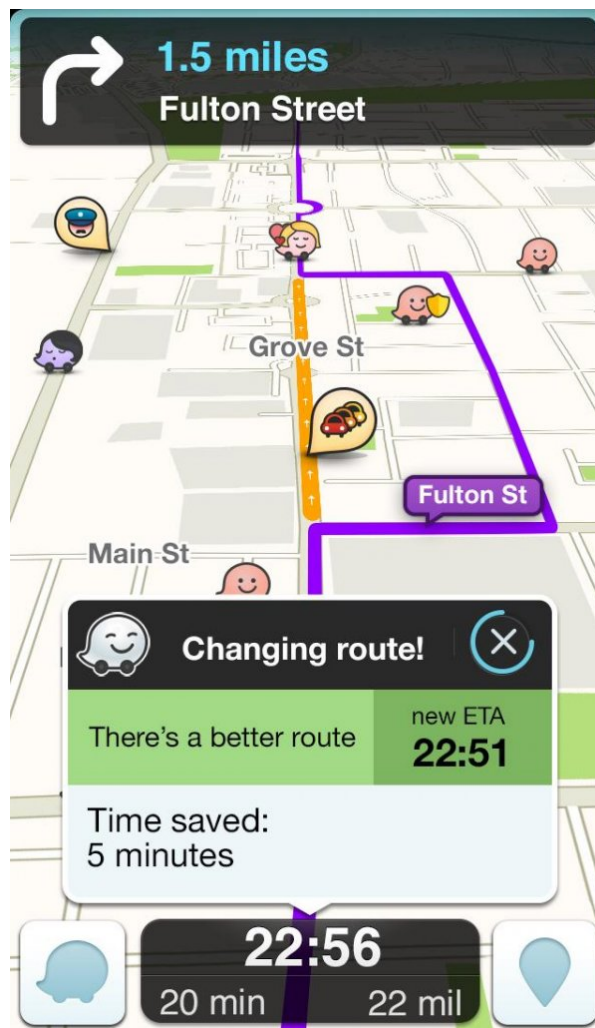 1.5 miles
Fulton Street
Grove St
Fulton St
Main St
Changing route!
There's a better route
new ETA
22:51
Time saved:
5 minutes
22:56
20 min 22 mil